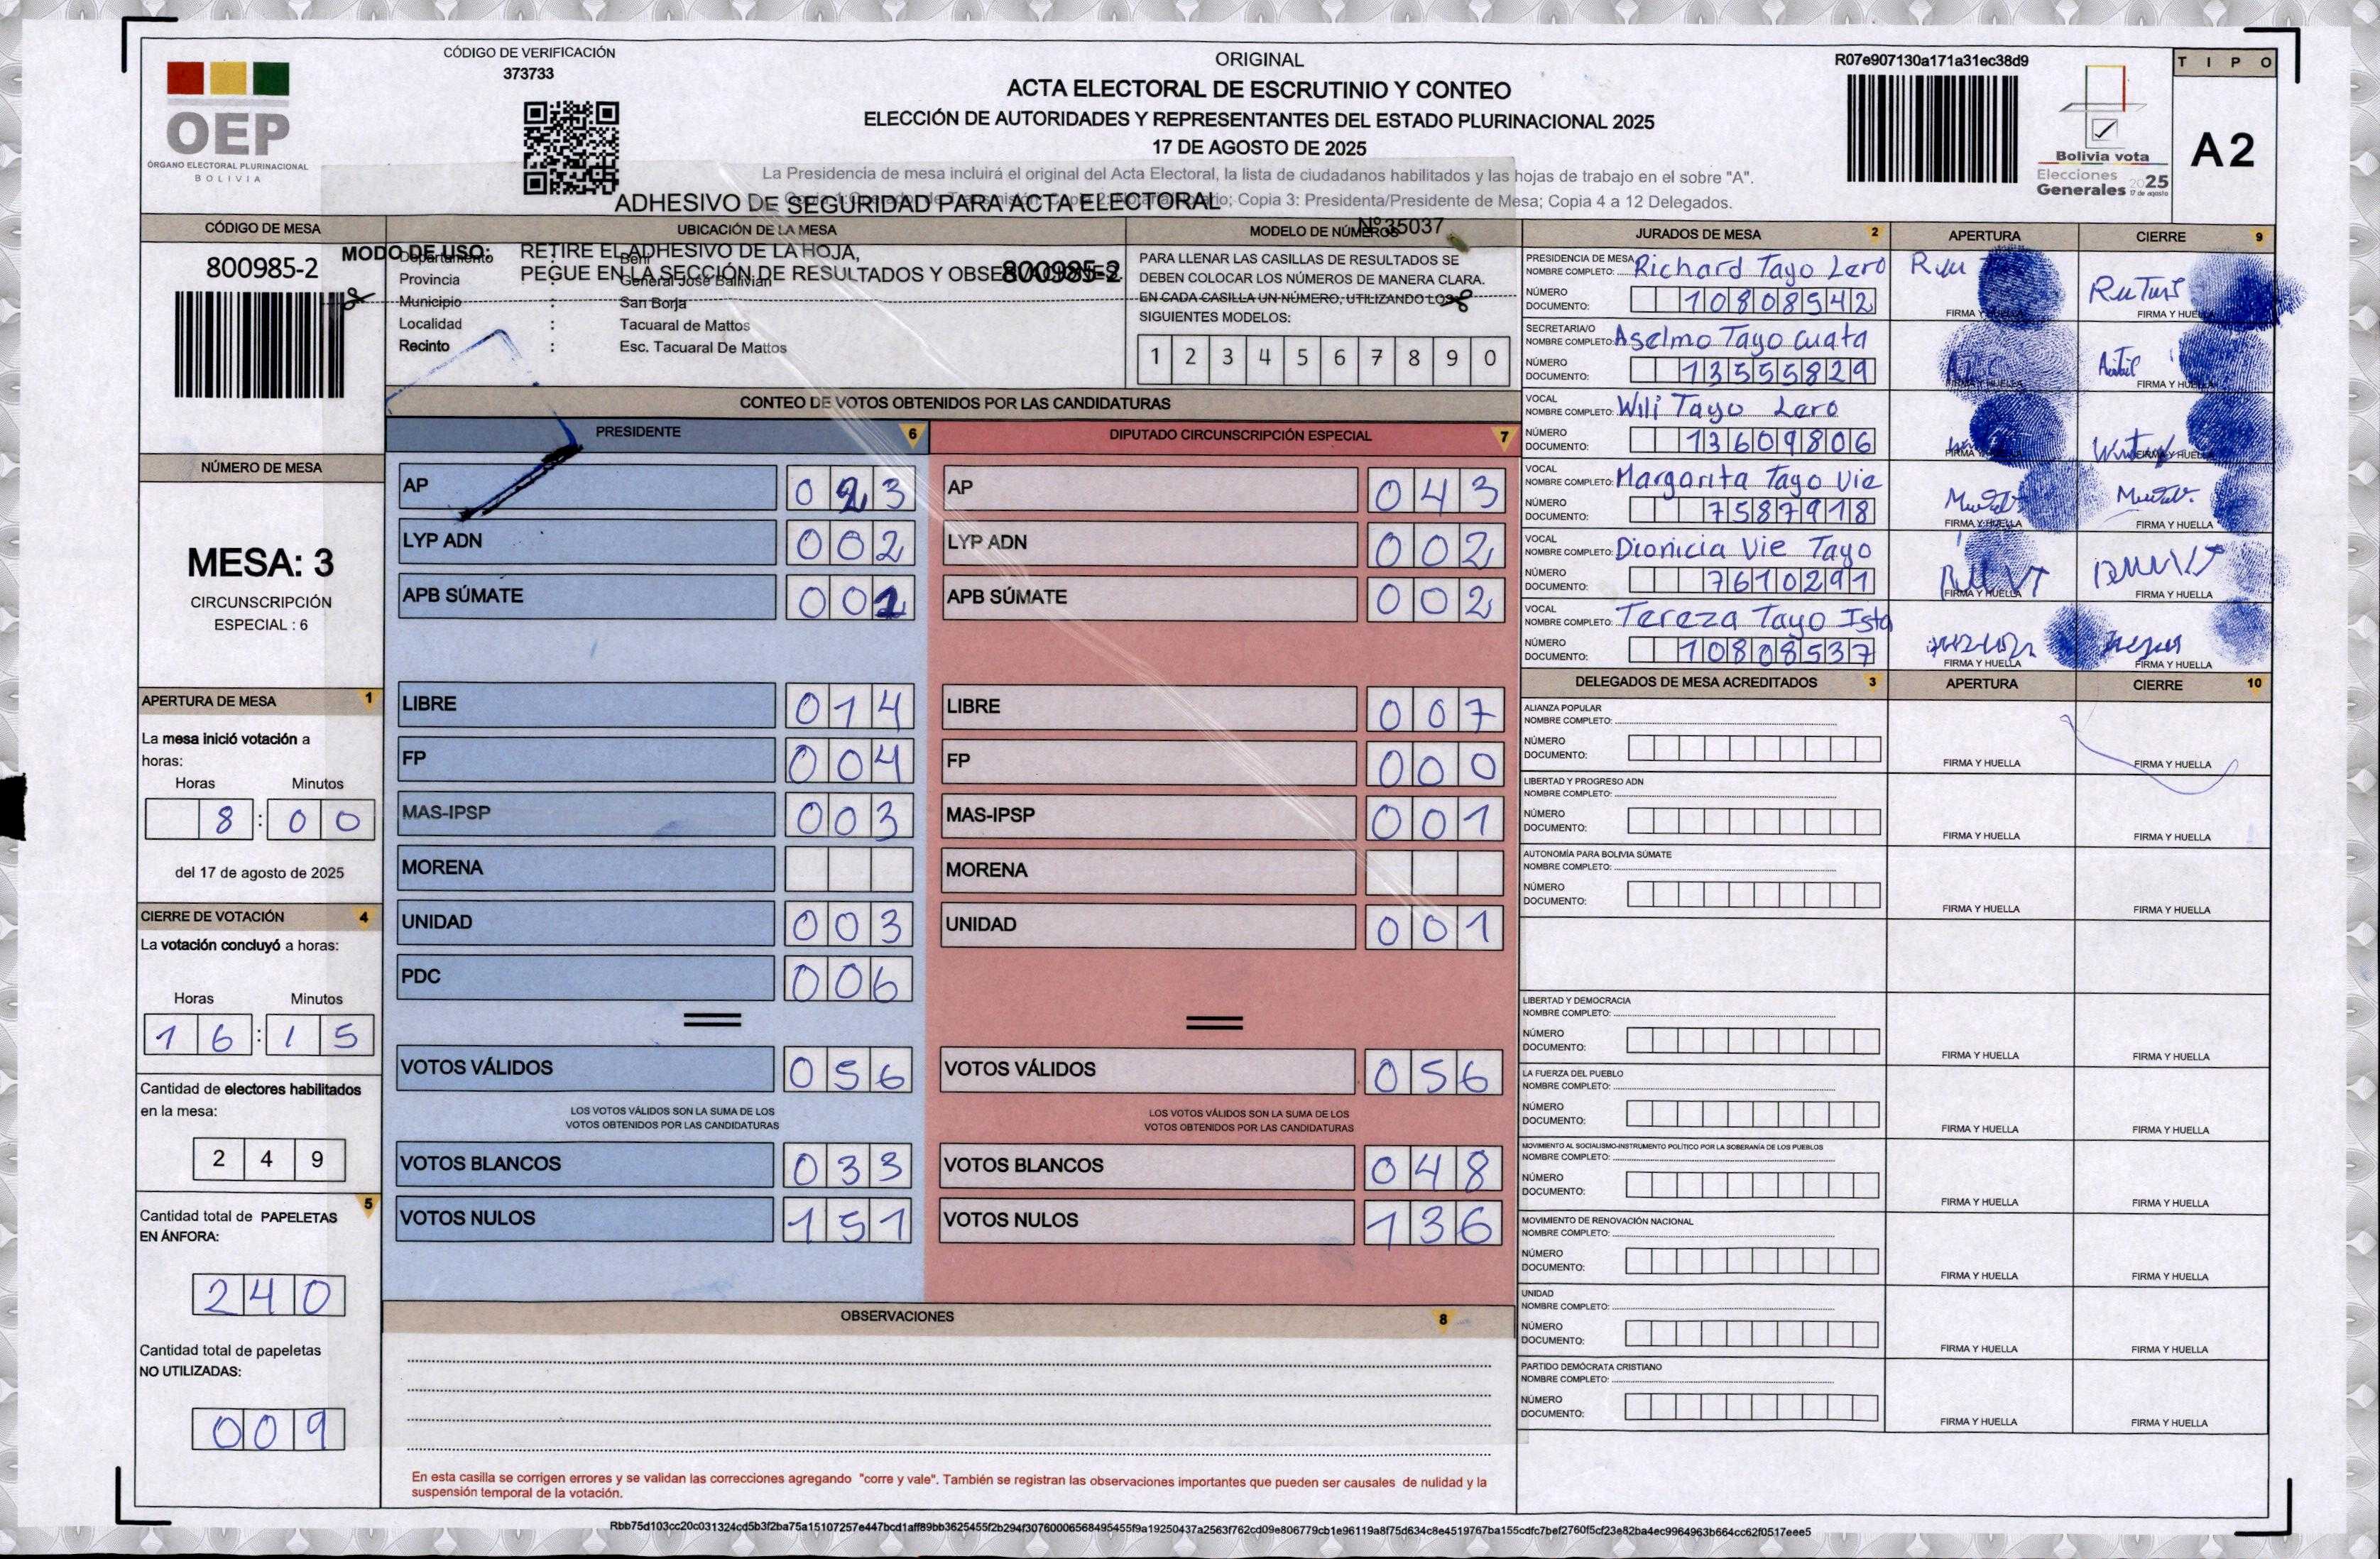 CÓDIGO DE VERIFICACIÓN
373733
ORIGINAL
ACTA ELECTORAL DE ESCRUTINIO Y CONTEO
ELECCIÓN DE AUTORIDADES Y REPRESENTANTES DEL ESTADO PLURINACIONAL 2025
17 DE AGOSTO DE 2025
La Presidencia de mesa incluirá el original del Acta Electoral, la lista de ciudadanos habilitados y las hojas de trabajo en el sobre "A".
Copia 3: Presidenta/Presidente de Mesa; Copia 4 a 12 Delegados.
R07e907130a171a31ec38d9
TIPO
A2
OEP
ÓRGANO ELECTORAL PLURINACIONAL
BOLIVIA
Bolivia vota
Elecciones
Generales 2025
17 de agosto
ADHESIVO DE SEGURIDAD PARA ACTA ELECTORAL
Nº 35037
MODO DE USO: RETIRE EL ADHESIVO DE LA HOJA,
PEGUE EN LA SECCIÓN DE RESULTADOS Y OBSERVACIONES.
800985-2
CÓDIGO DE MESA
800985-2
UBICACIÓN DE LA MESA
Departamento : Beni
Provincia : General José Ballivián
Municipio : San Borja
Localidad : Tacuaral de Mattos
Recinto : Esc. Tacuaral De Mattos
MODELO DE NÚMEROS
PARA LLENAR LAS CASILLAS DE RESULTADOS SE
DEBEN COLOCAR LOS NÚMEROS DE MANERA CLARA.
EN CADA CASILLA UN NÚMERO, UTILIZANDO LOS
SIGUIENTES MODELOS:
1 2 3 4 5 6 7 8 9 0
NÚMERO DE MESA
MESA: 3
CIRCUNSCRIPCIÓN
ESPECIAL : 6
APERTURA DE MESA 1
La mesa inició votación a
horas:
Horas Minutos
8 : 0 0
del 17 de agosto de 2025
CIERRE DE VOTACIÓN 4
La votación concluyó a horas:
Horas Minutos
1 6 : 1 5
Cantidad de electores habilitados
en la mesa:
2 4 9
5
Cantidad total de PAPELETAS
EN ÁNFORA:
2 4 0
Cantidad total de papeletas
NO UTILIZADAS:
0 0 9
CONTEO DE VOTOS OBTENIDOS POR LAS CANDIDATURAS
PRESIDENTE 6
AP 0 2 3
LYP ADN 0 0 2
APB SÚMATE 0 0 1
LIBRE 0 1 4
FP 0 0 4
MAS-IPSP 0 0 3
MORENA
UNIDAD 0 0 3
PDC 0 0 6
VOTOS VÁLIDOS 0 5 6
LOS VOTOS VÁLIDOS SON LA SUMA DE LOS
VOTOS OBTENIDOS POR LAS CANDIDATURAS
VOTOS BLANCOS 0 3 3
VOTOS NULOS 1 5 1
DIPUTADO CIRCUNSCRIPCIÓN ESPECIAL 7
AP 0 4 3
LYP ADN 0 0 2
APB SÚMATE 0 0 2
LIBRE 0 0 7
FP 0 0 0
MAS-IPSP 0 0 1
MORENA
UNIDAD 0 0 1
VOTOS VÁLIDOS 0 5 6
LOS VOTOS VÁLIDOS SON LA SUMA DE LOS
VOTOS OBTENIDOS POR LAS CANDIDATURAS
VOTOS BLANCOS 0 4 8
VOTOS NULOS 1 3 6
OBSERVACIONES 8
En esta casilla se corrigen errores y se validan las correcciones agregando "corre y vale". También se registran las observaciones importantes que pueden ser causales de nulidad y la
suspensión temporal de la votación.
JURADOS DE MESA 2 APERTURA CIERRE 9
PRESIDENCIA DE MESA
NOMBRE COMPLETO: Richard Tayo Lero
NÚMERO
DOCUMENTO: 10808542
FIRMA Y HUELLA FIRMA Y HUELLA
SECRETARIA/O
NOMBRE COMPLETO: Aselmo Tayo Cuata
NÚMERO
DOCUMENTO: 13555829
FIRMA Y HUELLA FIRMA Y HUELLA
VOCAL
NOMBRE COMPLETO: Wili Tayo Lero
NÚMERO
DOCUMENTO: 13609806
FIRMA Y HUELLA FIRMA Y HUELLA
VOCAL
NOMBRE COMPLETO: Margarita Tayo Vie
NÚMERO
DOCUMENTO: 7587918
FIRMA Y HUELLA FIRMA Y HUELLA
VOCAL
NOMBRE COMPLETO: Dionicia Vie Tayo
NÚMERO
DOCUMENTO: 7610291
FIRMA Y HUELLA FIRMA Y HUELLA
VOCAL
NOMBRE COMPLETO: Tereza Tayo Ista
NÚMERO
DOCUMENTO: 10808537
FIRMA Y HUELLA FIRMA Y HUELLA
DELEGADOS DE MESA ACREDITADOS 3 APERTURA CIERRE 10
ALIANZA POPULAR
NOMBRE COMPLETO:
NÚMERO
DOCUMENTO:
FIRMA Y HUELLA FIRMA Y HUELLA
LIBERTAD Y PROGRESO ADN
NOMBRE COMPLETO:
NÚMERO
DOCUMENTO:
FIRMA Y HUELLA FIRMA Y HUELLA
AUTONOMÍA PARA BOLIVIA SÚMATE
NOMBRE COMPLETO:
NÚMERO
DOCUMENTO:
FIRMA Y HUELLA FIRMA Y HUELLA
LIBERTAD Y DEMOCRACIA
NOMBRE COMPLETO:
NÚMERO
DOCUMENTO:
FIRMA Y HUELLA FIRMA Y HUELLA
LA FUERZA DEL PUEBLO
NOMBRE COMPLETO:
NÚMERO
DOCUMENTO:
FIRMA Y HUELLA FIRMA Y HUELLA
MOVIMIENTO AL SOCIALISMO-INSTRUMENTO POLÍTICO POR LA SOBERANÍA DE LOS PUEBLOS
NOMBRE COMPLETO:
NÚMERO
DOCUMENTO:
FIRMA Y HUELLA FIRMA Y HUELLA
MOVIMIENTO DE RENOVACIÓN NACIONAL
NOMBRE COMPLETO:
NÚMERO
DOCUMENTO:
FIRMA Y HUELLA FIRMA Y HUELLA
UNIDAD
NOMBRE COMPLETO:
NÚMERO
DOCUMENTO:
FIRMA Y HUELLA FIRMA Y HUELLA
PARTIDO DEMÓCRATA CRISTIANO
NOMBRE COMPLETO:
NÚMERO
DOCUMENTO:
FIRMA Y HUELLA FIRMA Y HUELLA